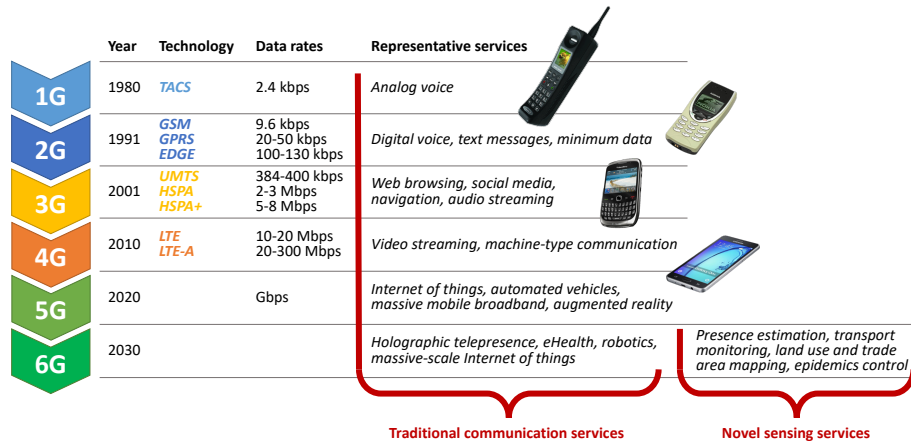 Year Technology Data rates Representative services
1G 1980 TACS 2.4 kbps Analog voice
2G 1991 GSM 9.6 kbps Digital voice, text messages, minimum data
GPRS 20-50 kbps
EDGE 100-130 kbps
3G 2001 UMTS 384-400 kbps Web browsing, social media,
HSPA 2-3 Mbps navigation, audio streaming
HSPA+ 5-8 Mbps
4G 2010 LTE 10-20 Mbps Video streaming, machine-type communication
LTE-A 20-300 Mbps
5G 2020 Gbps Internet of things, automated vehicles,
massive mobile broadband, augmented reality
6G 2030 Holographic telepresence, eHealth, robotics,
massive-scale Internet of things
Presence estimation, transport
monitoring, land use and trade
area mapping, epidemics control
Traditional communication services
Novel sensing services